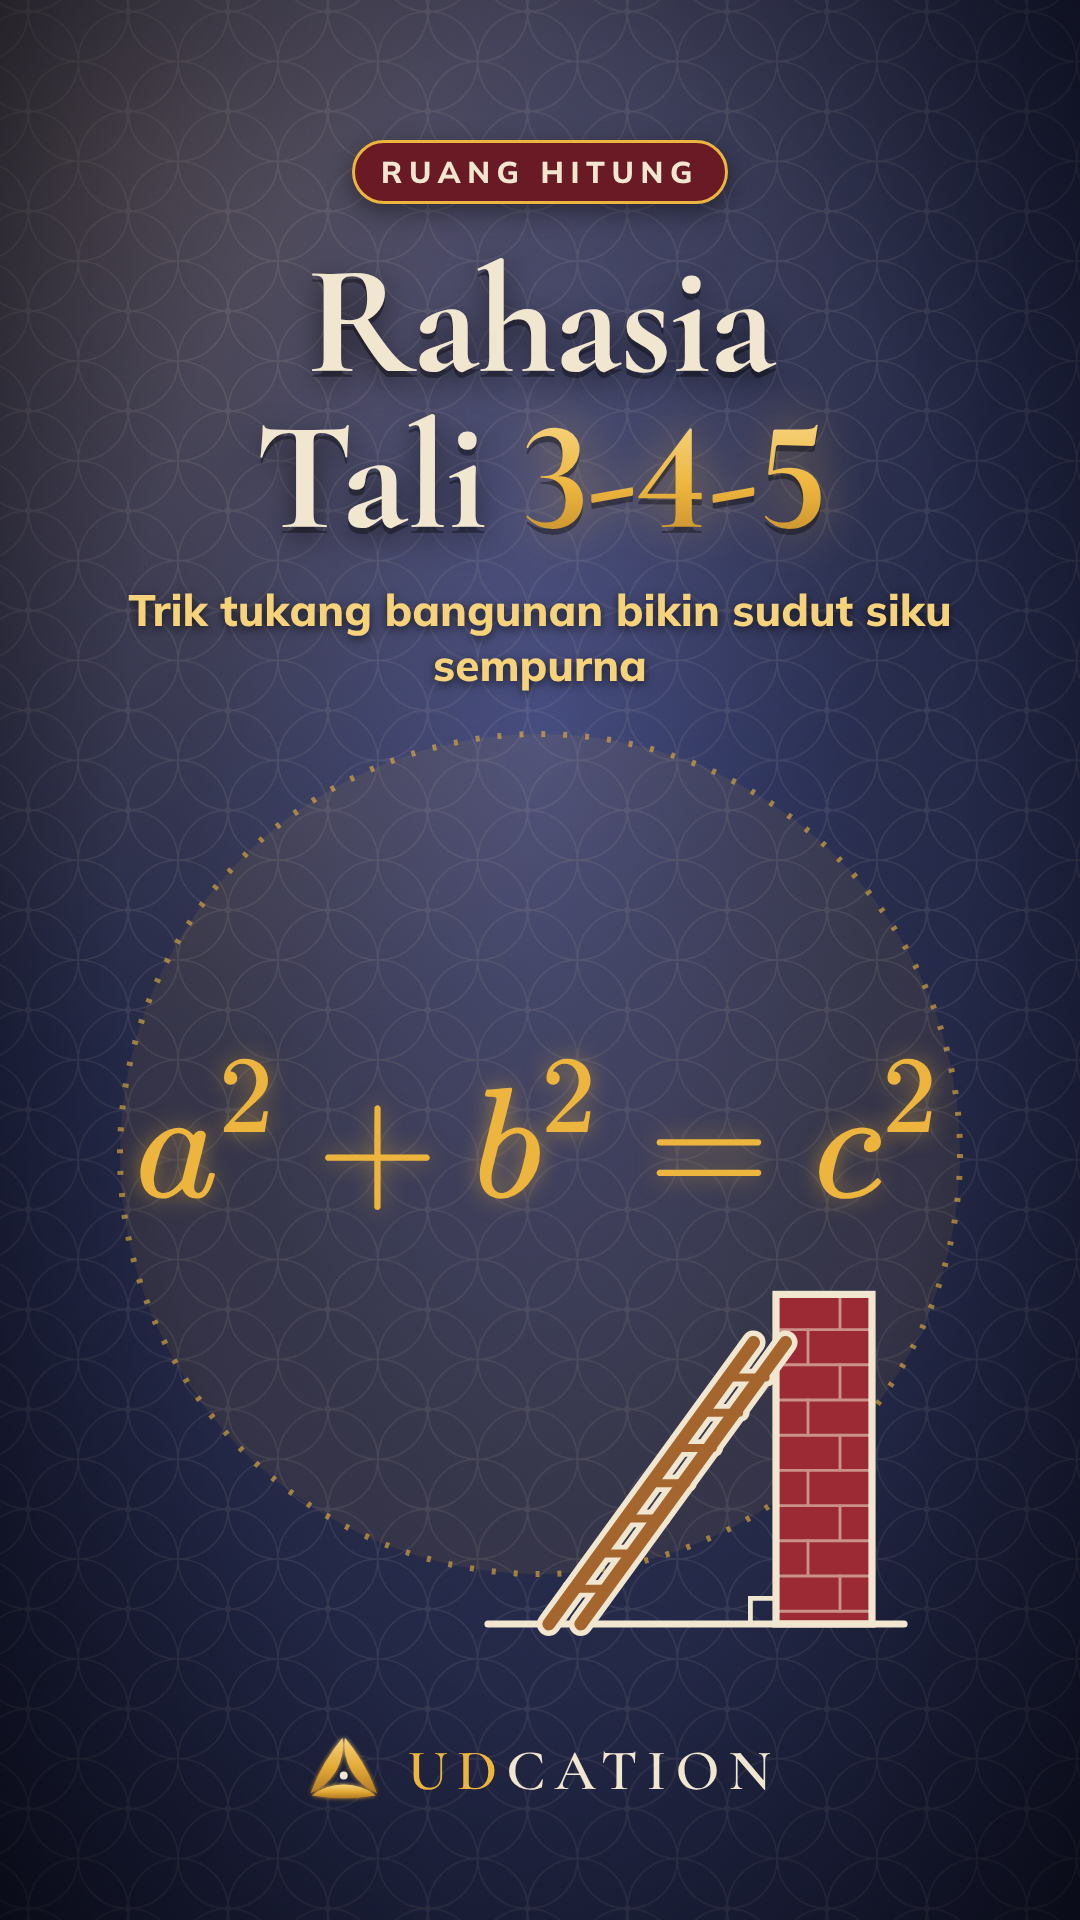 RUANG HITUNG
Rahasia
Tali 3-4-5
Trik tukang bangunan bikin sudut siku
sempurna
a² + b² = c²
UDCATION